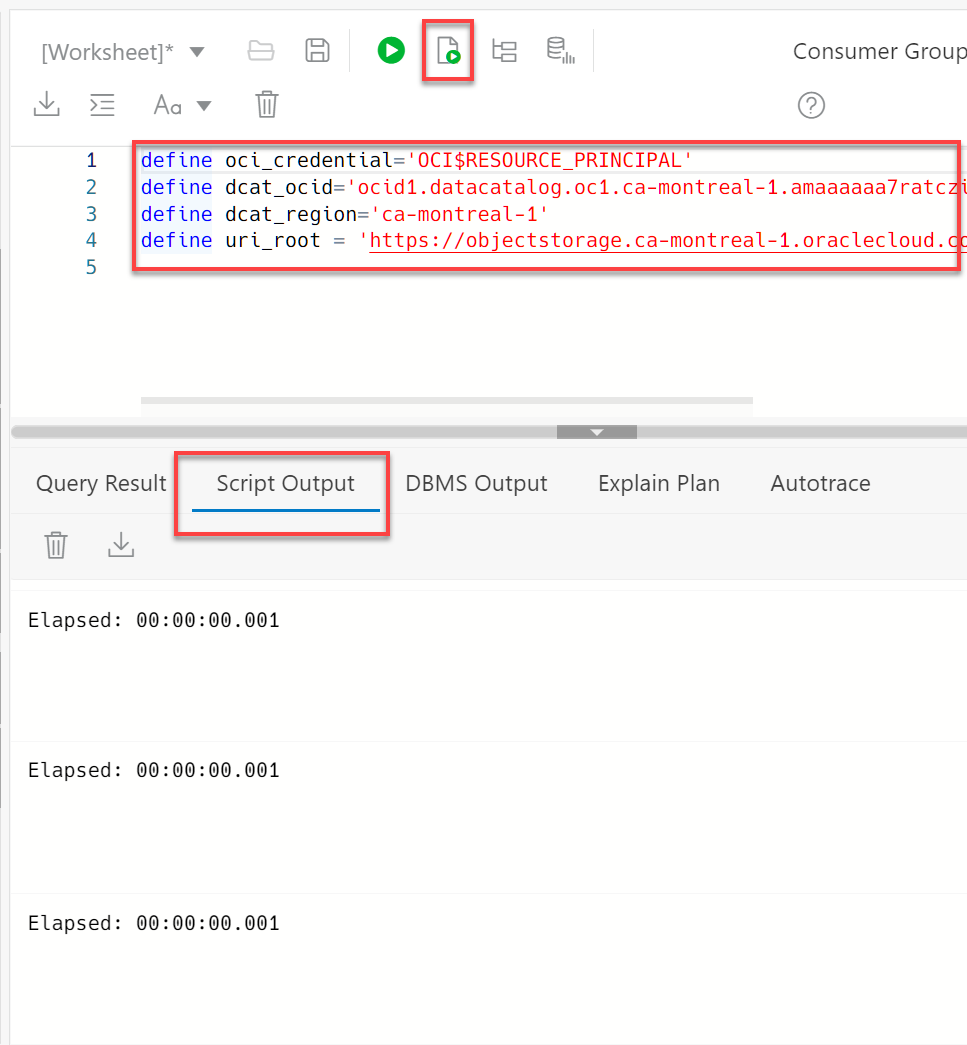 [Worksheet]*
Consumer Group
Aa
?
1 define oci_credential='OCI$RESOURCE_PRINCIPAL'
2 define dcat_ocid='ocid1.datacatalog.oc1.ca-montreal-1.amaaaaaa7ratczi
3 define dcat_region='ca-montreal-1'
4 define uri_root = 'https://objectstorage.ca-montreal-1.oraclecloud.co
5
Query Result Script Output DBMS Output Explain Plan Autotrace
Elapsed: 00:00:00.001
Elapsed: 00:00:00.001
Elapsed: 00:00:00.001